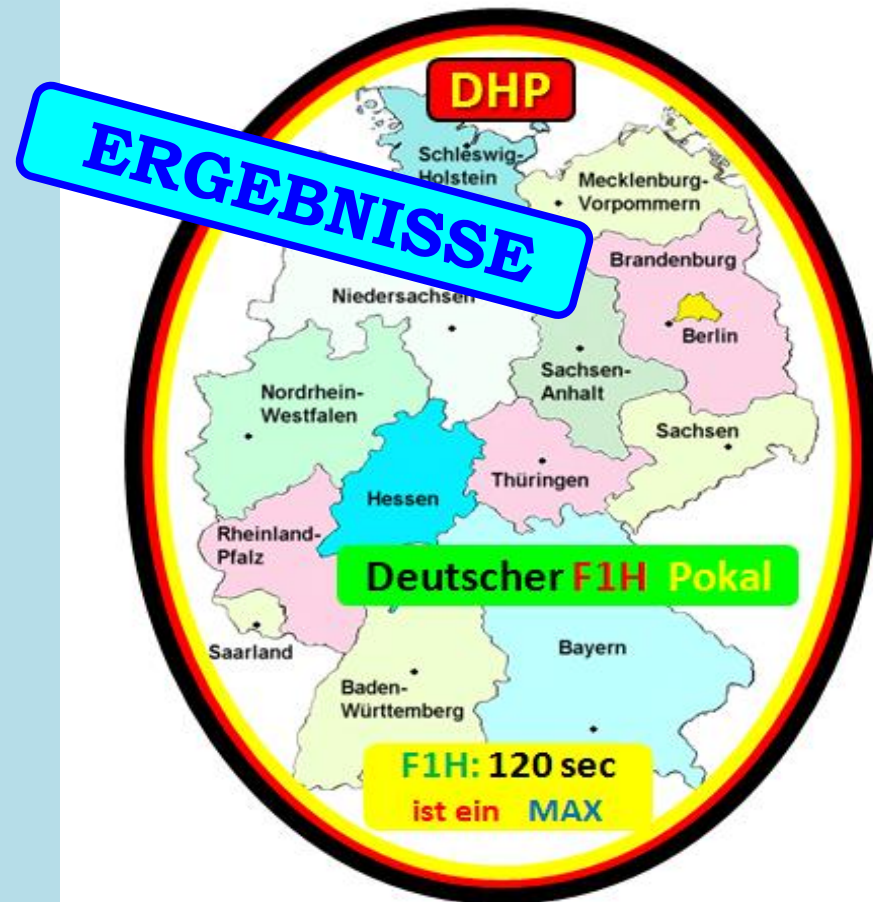 DHP
ERGEBNISSE
Schleswig-
Holstein
Mecklenburg-
Vorpommern
Brandenburg
Niedersachsen
Berlin
Sachsen-
Anhalt
Nordrhein-
Westfalen
Sachsen
Thüringen
Hessen
Rheinland-
Pfalz
Deutscher F1H Pokal
Saarland
Bayern
Baden-
Württemberg
F1H: 120 sec
ist ein MAX